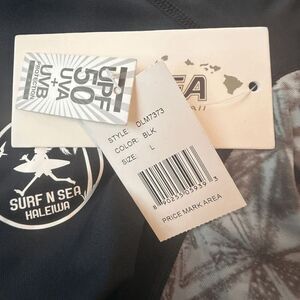 UPF
50
UVA
+
UVB
PROTECTION
SEA
STYLE: DLM7373
COLOR: BLK
SIZE: L
PRICE MARK AREA
SURF N SEA
HALEIWA